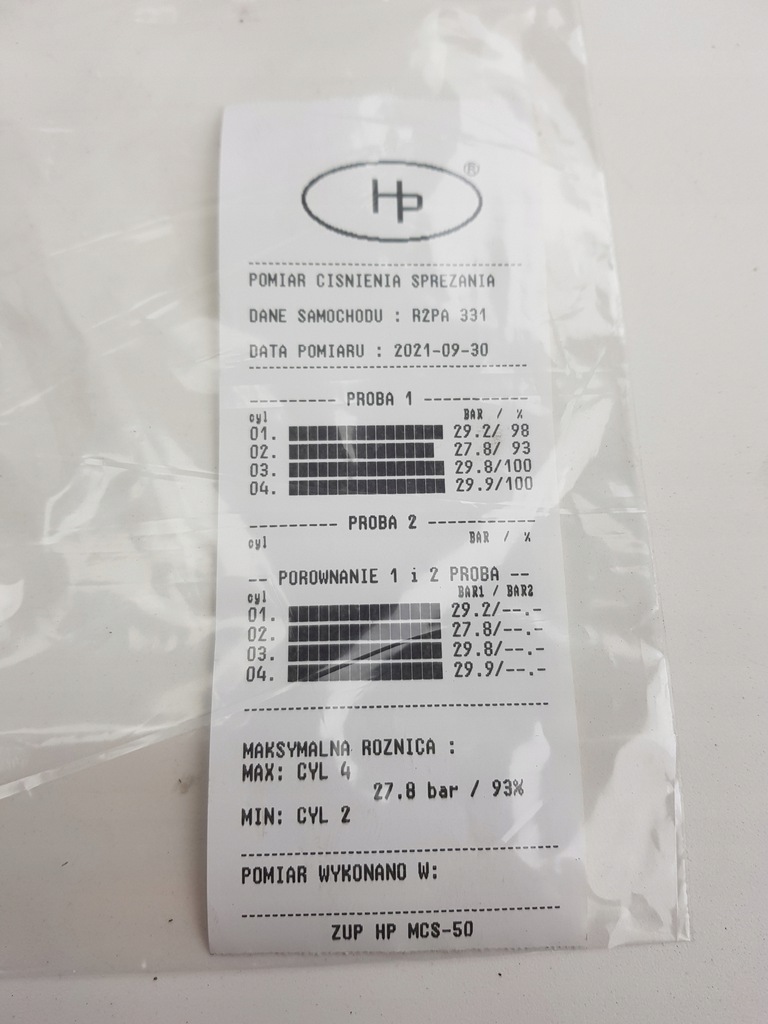 HP ®
POMIAR CISNIENIA SPREZANIA
DANE SAMOCHODU : R2PA 331
DATA POMIARU : 2021-09-30
--------- PROBA 1 -----------
cyl BAR / %
01. 29.2/ 98
02. 27.8/ 93
03. 29.8/100
04. 29.9/100
--------- PROBA 2 -----------
cyl BAR / %
-- POROWNANIE 1 i 2 PROBA --
cyl BAR1 / BAR2
01. 29.2/--.-
02. 27.8/--.-
03. 29.8/--.-
04. 29.9/--.-
MAKSYMALNA ROZNICA :
MAX: CYL 4
27.8 bar / 93%
MIN: CYL 2
POMIAR WYKONANO W:
ZUP HP MCS-50